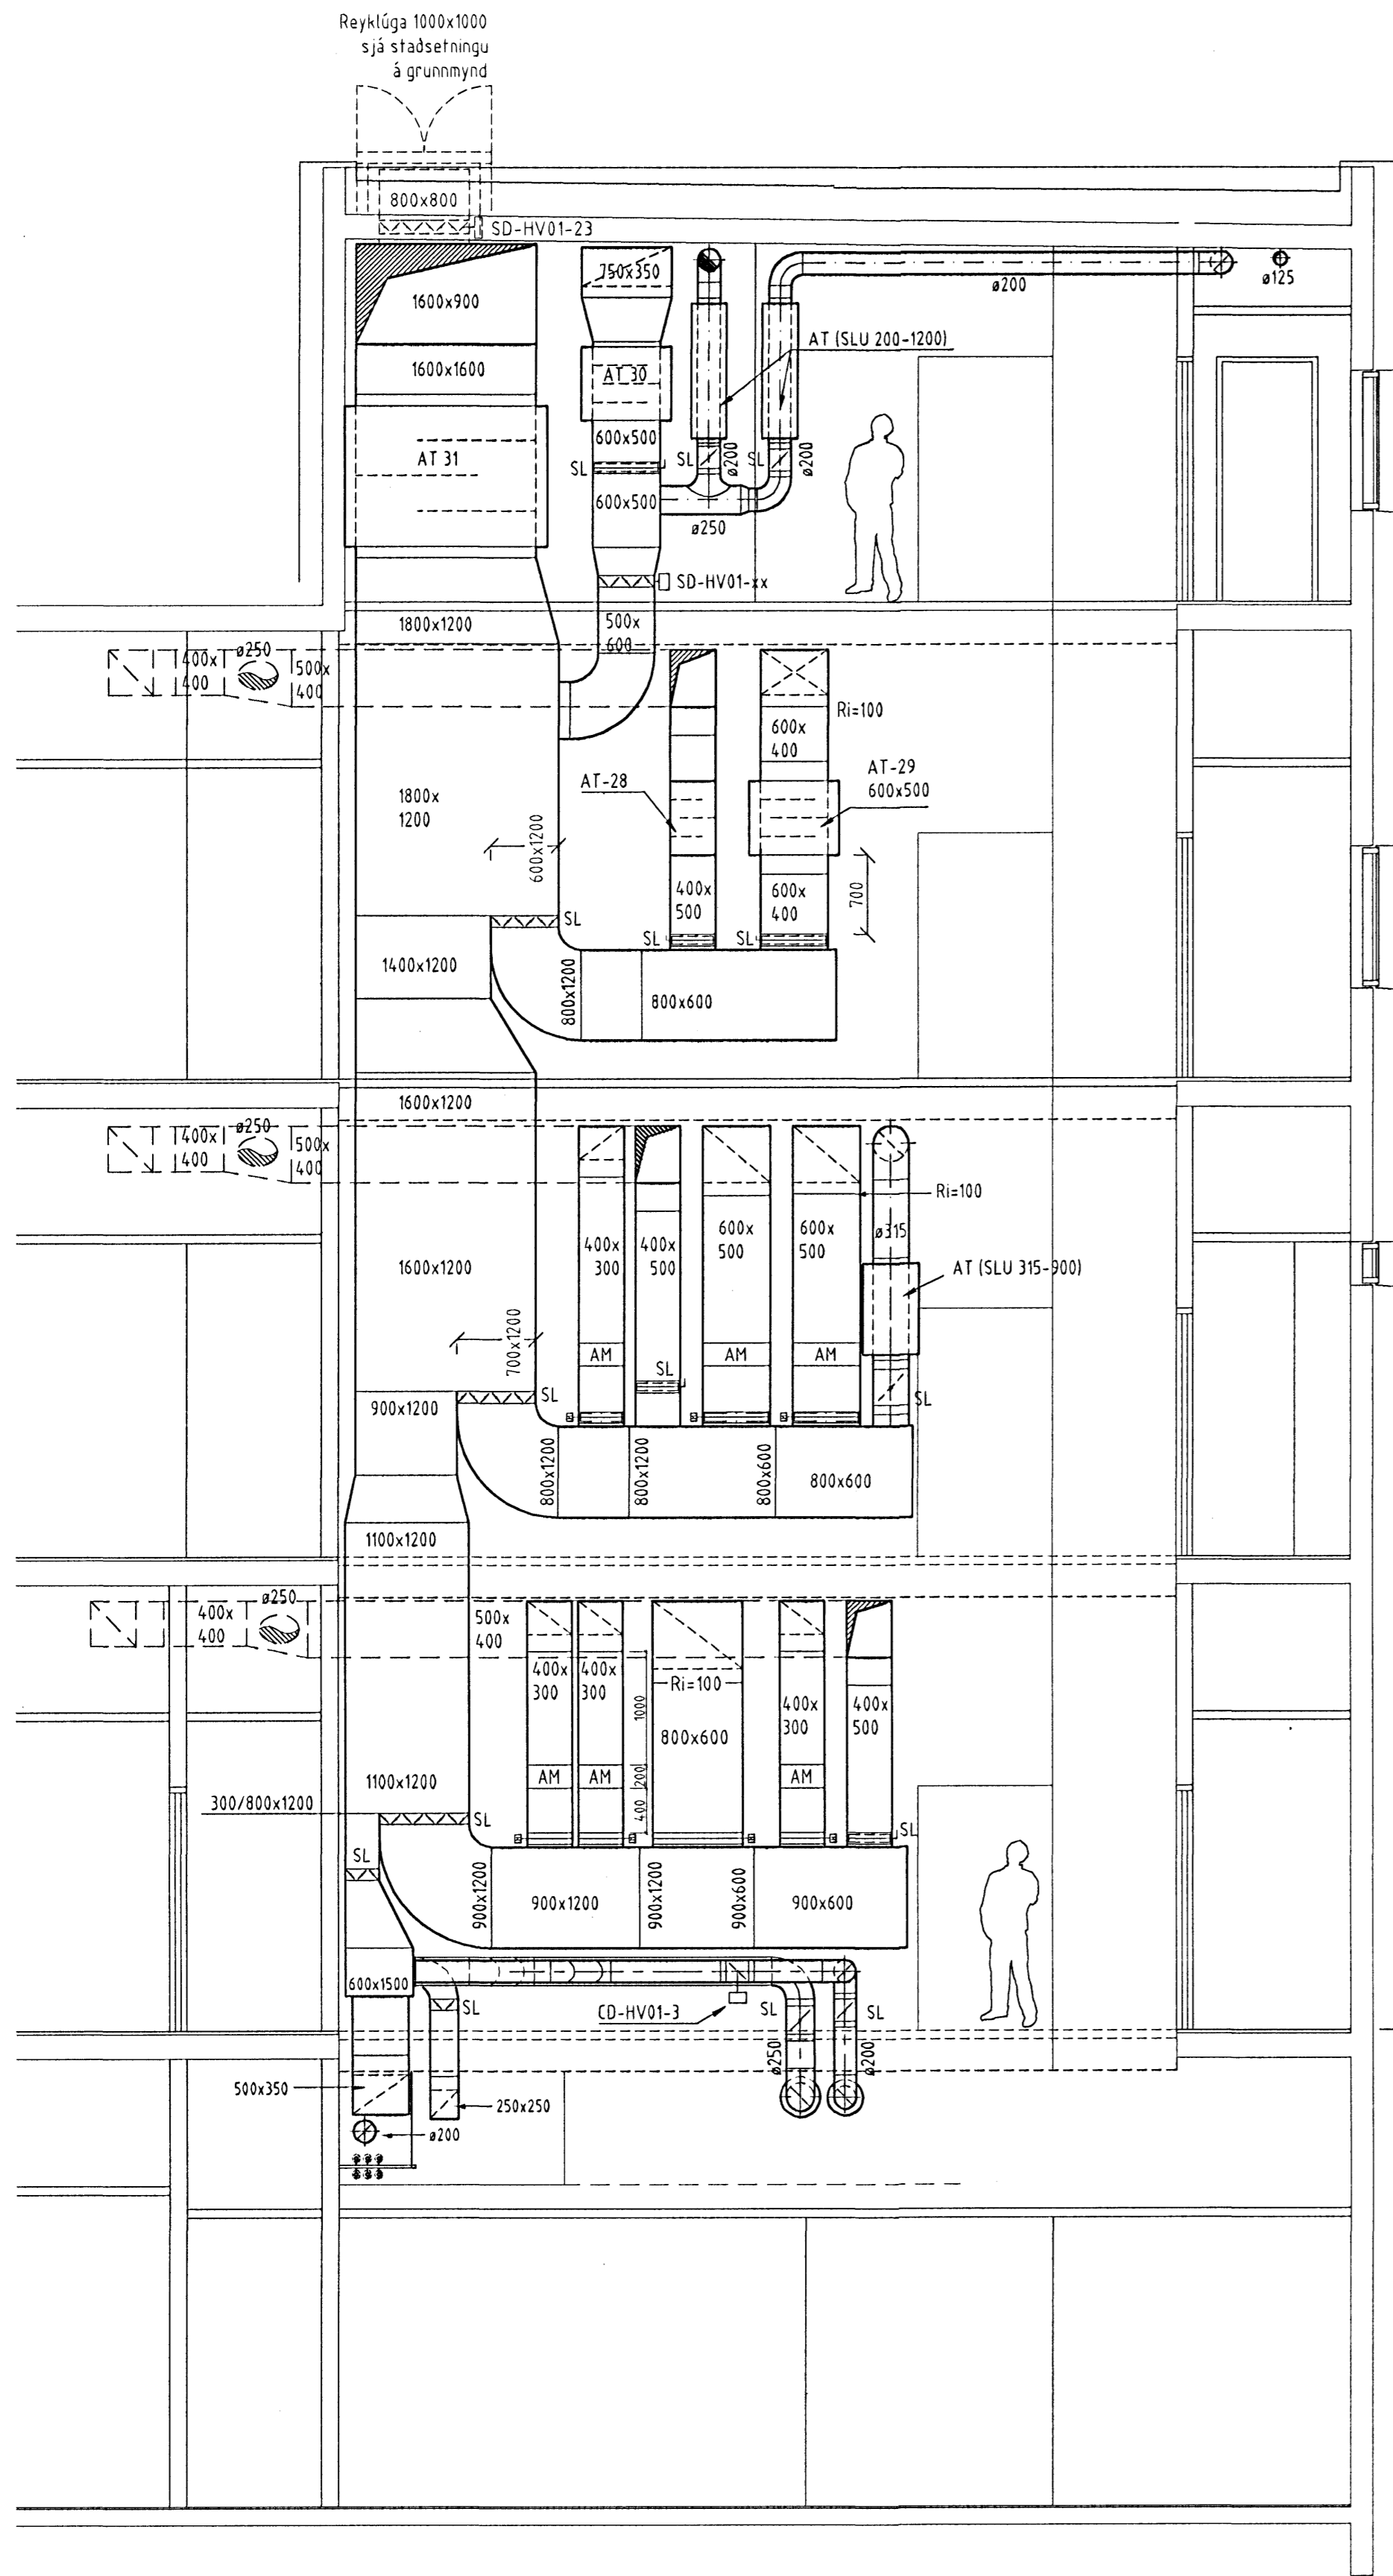 Reyklúga 1000x1000
sjá staðsetningu
á grunnmynd
800x800
SD-HV01-23
1600x900
750x350
ø200
ø125
1600x1600
AT 30
AT (SLU 200-1200)
AT 31
600x500
SL
SL
ø200
SL
ø200
600x500
ø250
SD-HV01-xx
1800x1200
500x
600
400x
400
ø250
500x
400
Ri=100
600x
400
AT-28
AT-29
600x500
1800x
1200
600x1200
400x
500
600x
400
700
SL
SL
SL
1400x1200
800x1200
800x600
1600x1200
400x
400
ø250
500x
400
Ri=100
400x
300
400x
500
600x
500
600x
500
ø315
1600x1200
AT (SLU 315-900)
700x1200
AM
AM
AM
SL
SL
SL
900x1200
800x1200
800x1200
800x600
800x600
1100x1200
400x
400
ø250
500x
400
400x
300
400x
300
Ri=100
1000
400x
300
400x
500
800x600
1100x1200
AM
AM
200
AM
300/800x1200
400
SL
SL
SL
900x1200
900x1200
900x1200
900x600
900x600
600x1500
SL
CD-HV01-3
SL
SL
ø250
ø200
500x350
250x250
ø200